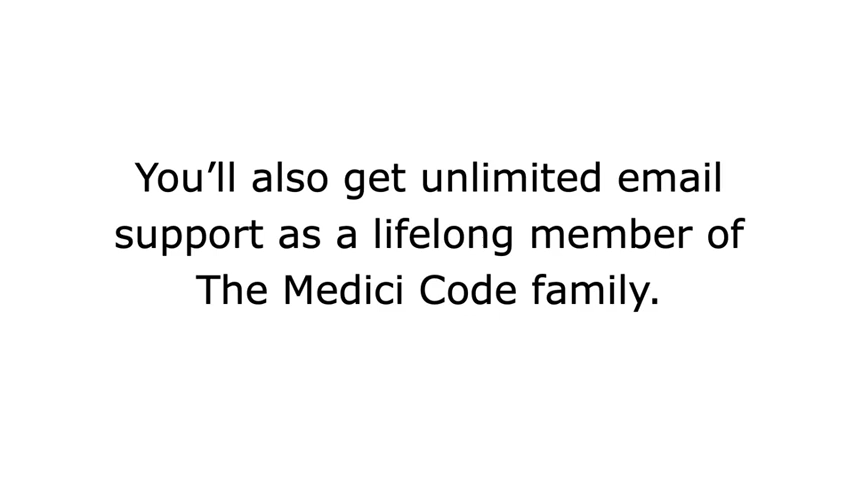 You’ll also get unlimited email
support as a lifelong member of
The Medici Code family.